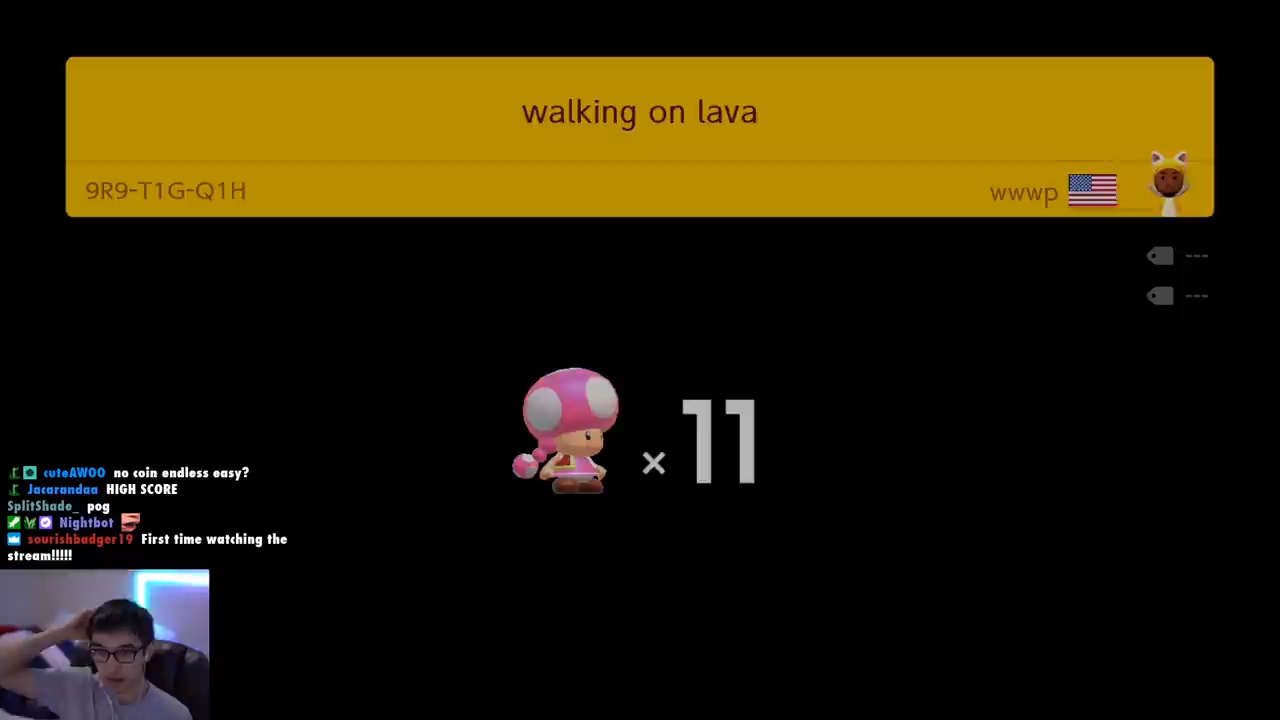 walking on lava
9R9-T1G-Q1H
wwwp
---
---
× 11
cuteAWOO no coin endless easy?
Jacarandaa HIGH SCORE
SplitShade_ pog
Nightbot
sourishbadger19 First time watching the
stream!!!!!